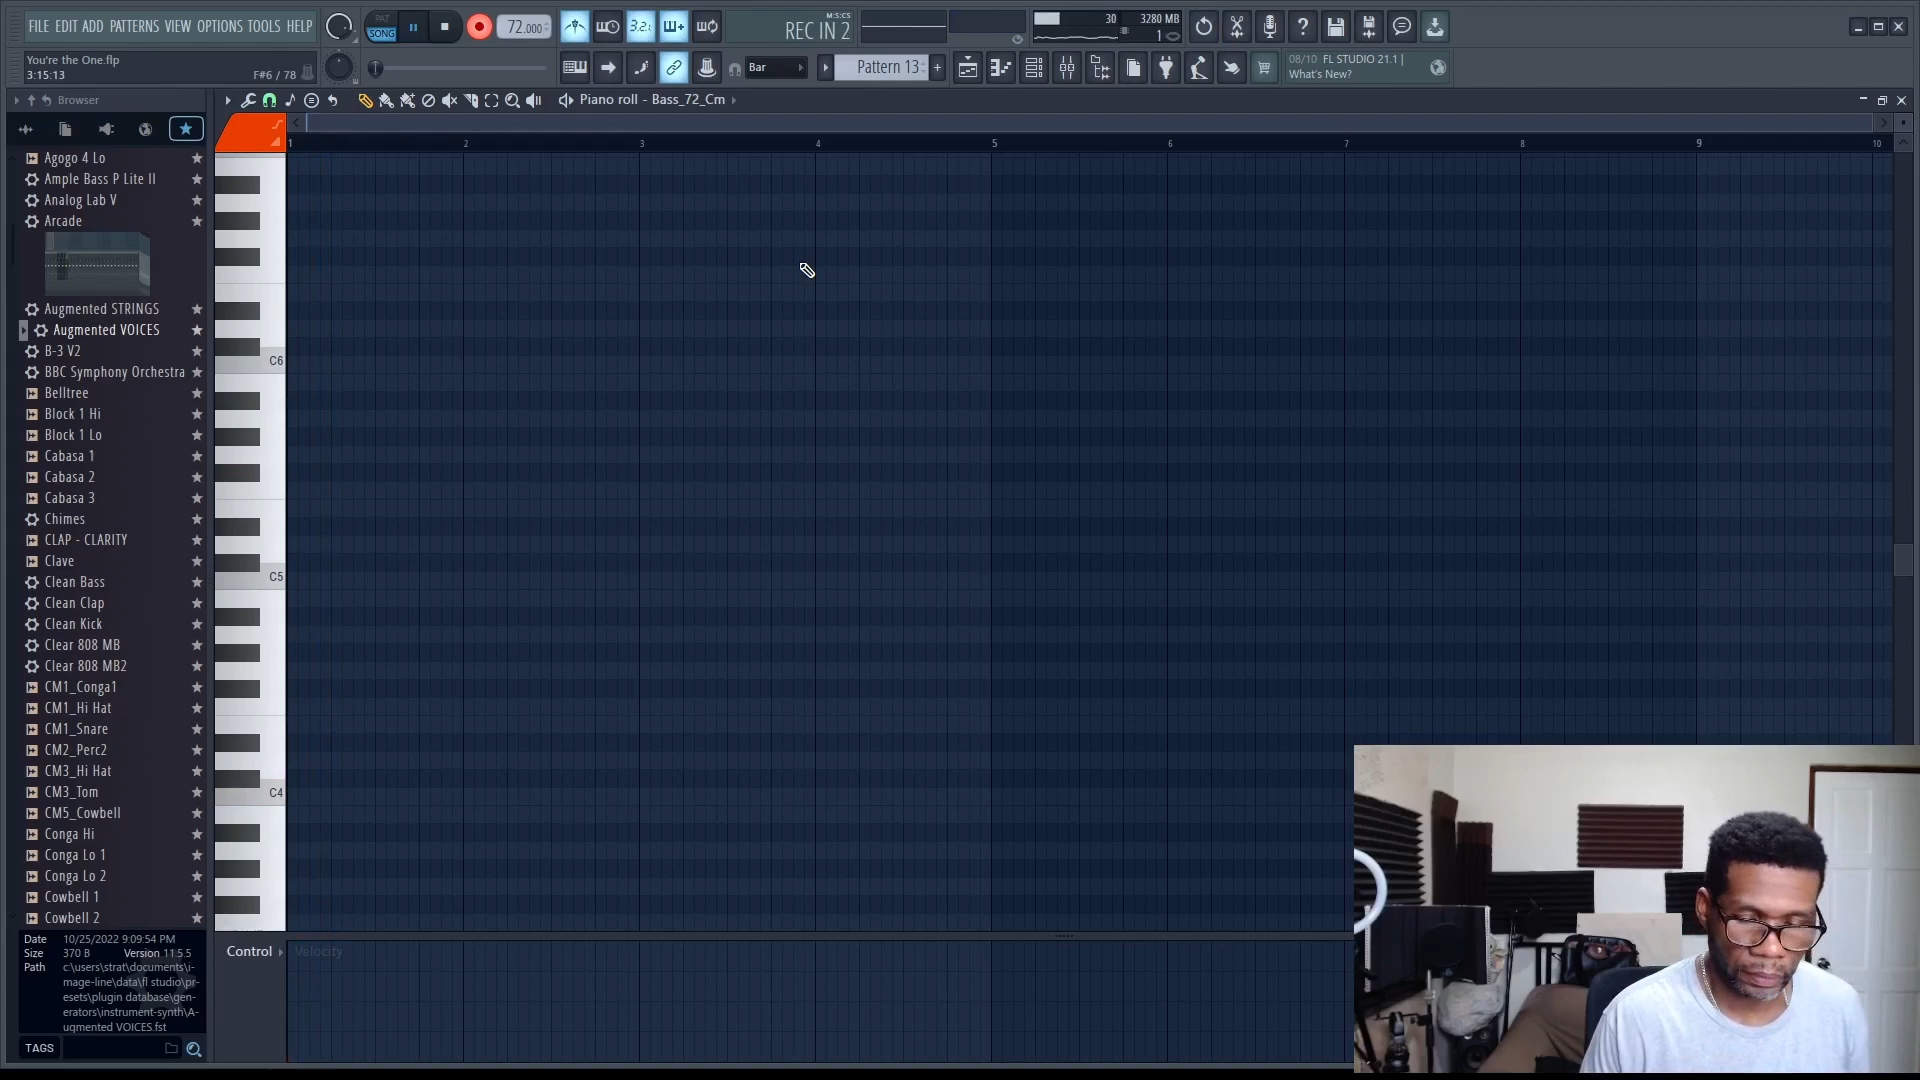 FILE EDIT ADD PATTERNS VIEW OPTIONS TOOLS HELP
PAT
SONG
72.000
3.2
M:S:CS
REC IN 2
30
3280 MB
1
You're the One.flp
3:15:13
F#6 / 78
Bar
Pattern 13
08/10 FL STUDIO 21.1 |
What's New?
Browser
Piano roll - Bass_72_Cm
1 2 3 4 5 6 7 8 9 10
Agogo 4 Lo
Ample Bass P Lite II
Analog Lab V
Arcade
Augmented STRINGS
Augmented VOICES
B-3 V2
BBC Symphony Orchestra
Belltree
Block 1 Hi
Block 1 Lo
Cabasa 1
Cabasa 2
Cabasa 3
Chimes
CLAP - CLARITY
Clave
Clean Bass
Clean Clap
Clean Kick
Clear 808 MB
Clear 808 MB2
CM1_Conga1
CM1_Hi Hat
CM1_Snare
CM2_Perc2
CM3_Hi Hat
CM3_Tom
CM5_Cowbell
Conga Hi
Conga Lo 1
Conga Lo 2
Cowbell 1
Cowbell 2
C6
C5
C4
Control
Velocity
Date 10/25/2022 9:09:54 PM
Size 370 B Version 11.5.5
Path c:\users\strat\documents\i-
mage-line\data\fl studio\pr-
esets\plugin database\gen-
erators\instrument-synth\A-
ugmented VOICES.fst
TAGS